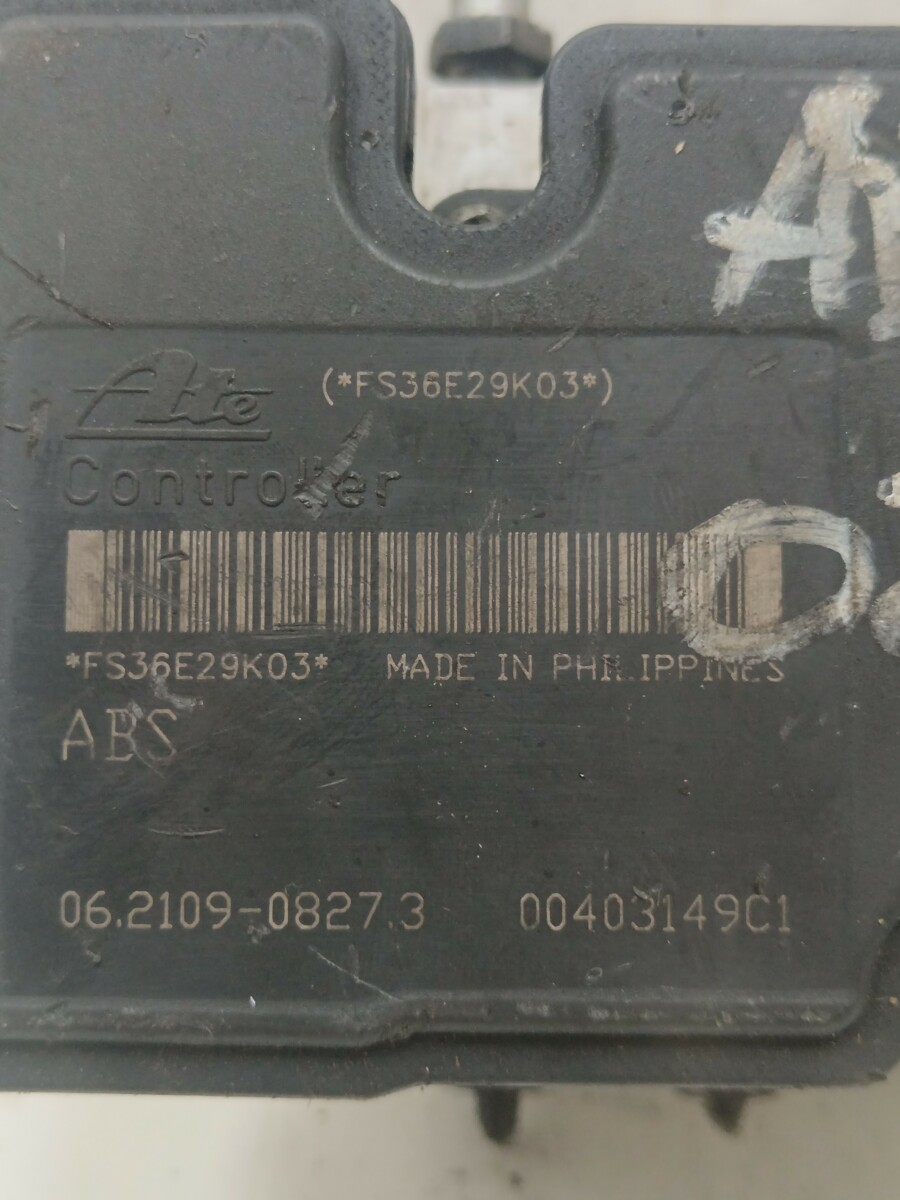 Ate (*FS36E29K03*)
Controller
*FS36E29K03* MADE IN PHILIPPINES
ABS
06.2109-0827.3 00403149C1